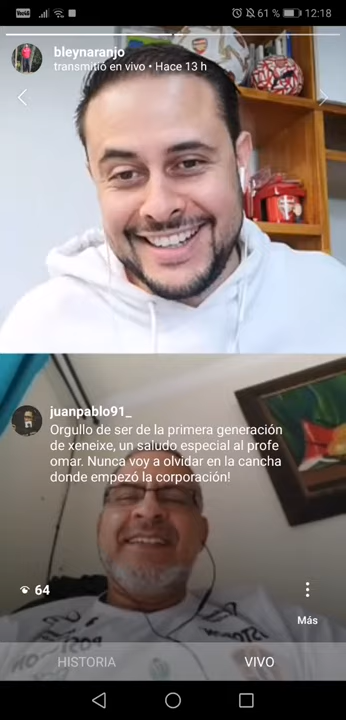 61 % 12:18
bleynaranjo
transmitió en vivo • Hace 13 h
juanpablo91_
Orgullo de ser de la primera generación
de xeneixe, un saludo especial al profe
omar. Nunca voy a olvidar en la cancha
donde empezó la corporación!
64
Más
HISTORIA
VIVO